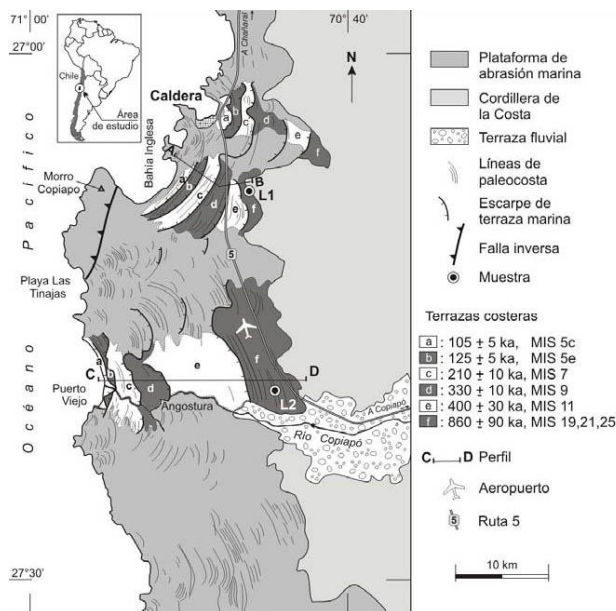 71° 00'
70° 40'
27° 00'
A Chañaral
N
Chile
Área
de estudio
Caldera
Bahía Inglesa
Morro
Copiapo
Pacífico
Océano
a
b
c
d
e
f
A
B
L1
a
b
c
d
e
f
Playa Las
Tinajas
5
a
b
c
d
e
f
C
D
Puerto
Viejo
Angostura
L2
A Copiapó
Río Copiapó
27° 30'
Plataforma de
abrasión marina
Cordillera de
la Costa
Terraza fluvial
Líneas de
paleocosta
Escarpe de
terraza marina
Falla inversa
Muestra
Terrazas costeras
a : 105 ± 5 ka, MIS 5c
b : 125 ± 5 ka, MIS 5e
c : 210 ± 10 ka, MIS 7
d : 330 ± 10 ka, MIS 9
e : 400 ± 30 ka, MIS 11
f : 860 ± 90 ka, MIS 19,21,25
C D Perfil
Aeropuerto
5 Ruta 5
10 km